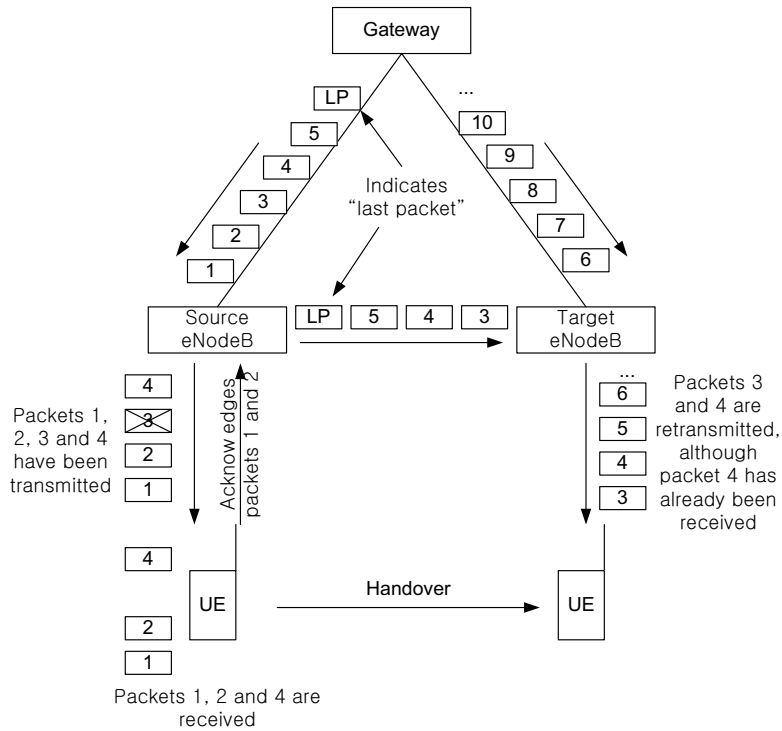 Gateway
LP
5
4
3
2
1
...
10
9
8
7
6
Indicates
“last packet”
Source
eNodeB
LP
5
4
3
Target
eNodeB
4
3
2
1
Packets 1,
2, 3 and 4
have been
transmitted
Acknow edges
packets 1 and 2
...
6
5
4
3
Packets 3
and 4 are
retransmitted,
although
packet 4 has
already been
received
4
2
1
UE
Handover
UE
Packets 1, 2 and 4 are
received